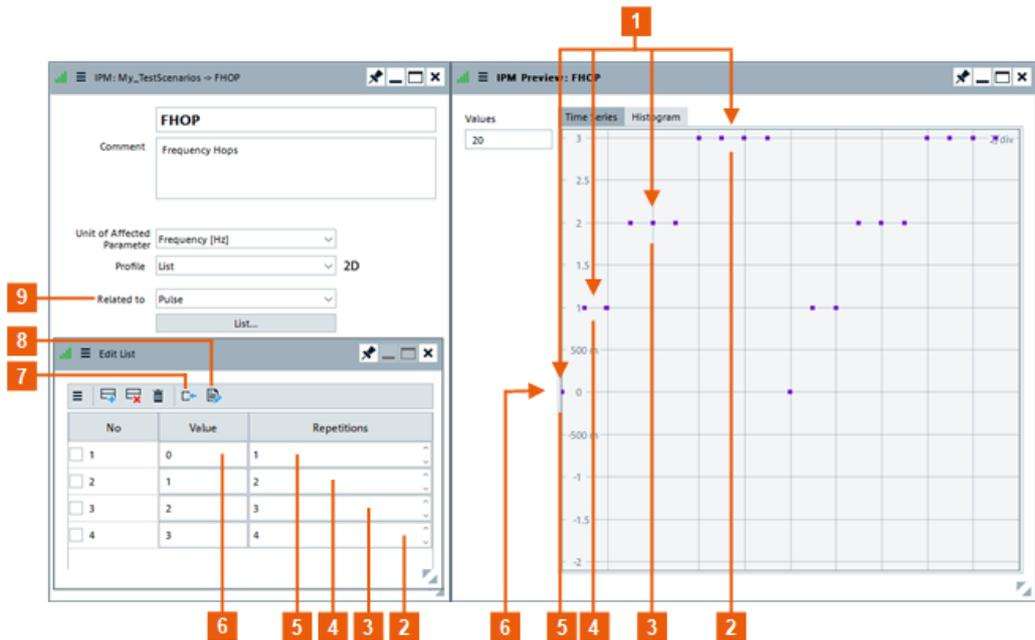 1
IPM: My_TestScenarios -> FHOP
IPM Preview: FHOP
FHOP
Comment
Frequency Hops
Unit of Affected Parameter
Frequency [Hz]
Profile
List
2D
9
Related to
Pulse
List...
8
Edit List
7
No Value Repetitions
1 0 1
2 1 2
3 2 3
4 3 4
6 5 4 3 2
Values
20
Time Series Histogram
3
2.5
2
1.5
1
500 m
0
-500 m
-1
-1.5
-2
2/div
6
6 5 4 3 2